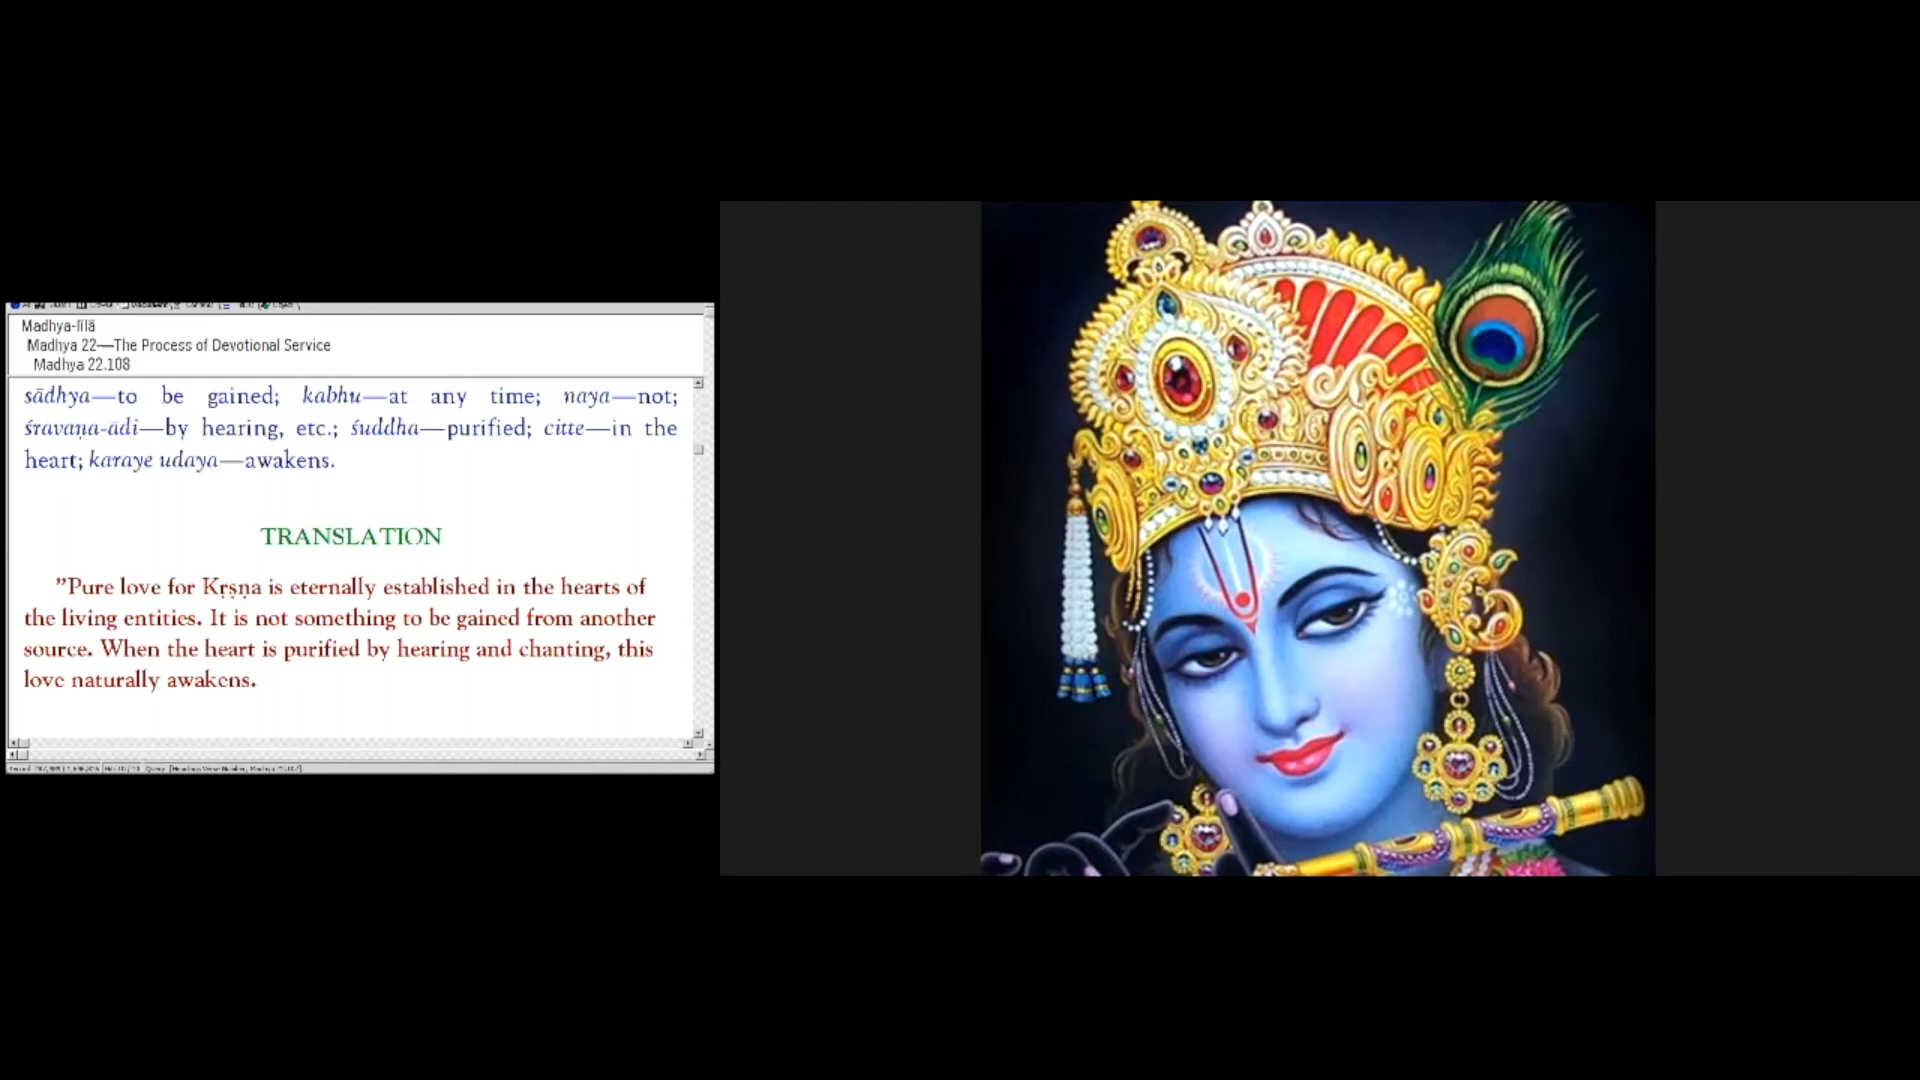 Madhya-līlā
Madhya 22—The Process of Devotional Service
Madhya 22.108
sādhya—to be gained; kabhu—at any time; naya—not;
śravaṇa-ādi—by hearing, etc.; śuddha—purified; citte—in the
heart; karaye udaya—awakens.
TRANSLATION
”Pure love for Kṛṣṇa is eternally established in the hearts of
the living entities. It is not something to be gained from another
source. When the heart is purified by hearing and chanting, this
love naturally awakens.